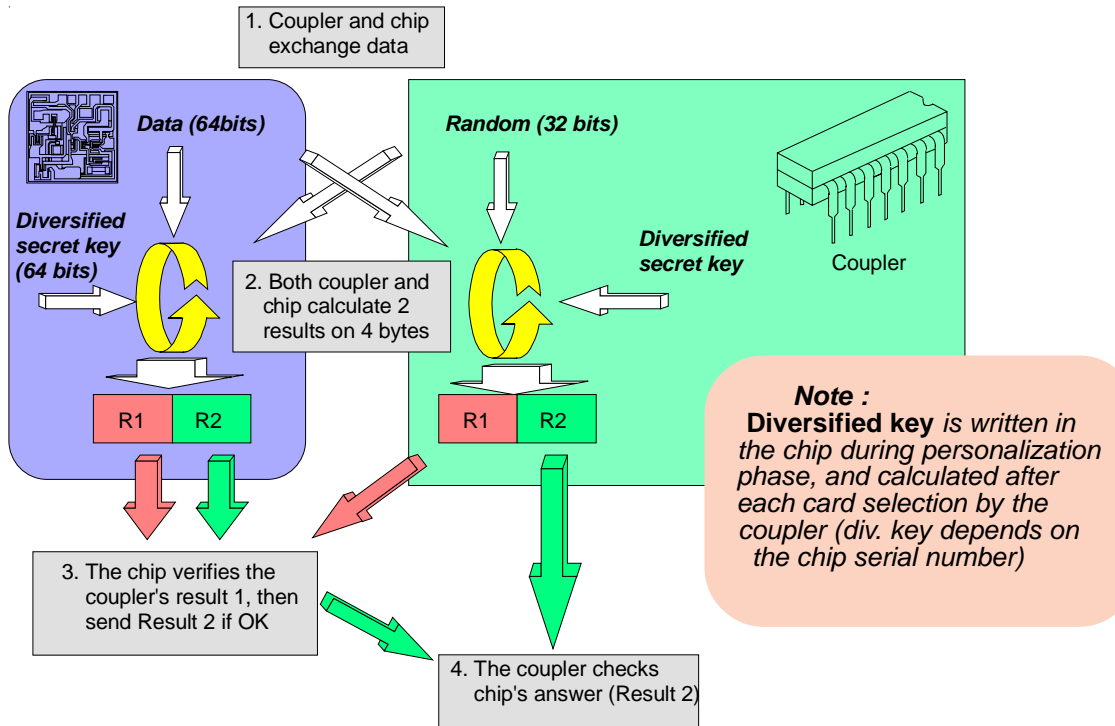 1. Coupler and chip
exchange data
Data (64bits)
Random (32 bits)
Diversified
secret key
(64 bits)
Diversified
secret key
Coupler
2. Both coupler and
chip calculate 2
results on 4 bytes
R1
R2
R1
R2
Note :
Diversified key is written in
the chip during personalization
phase, and calculated after
each card selection by the
coupler (div. key depends on
the chip serial number)
3. The chip verifies the
coupler's result 1, then
send Result 2 if OK
4. The coupler checks
chip's answer (Result 2)